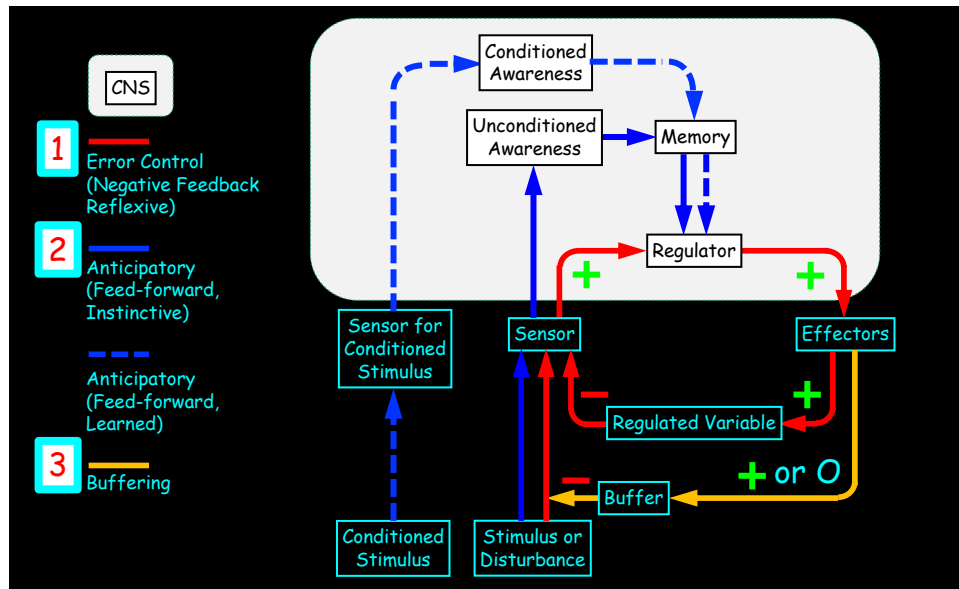 CNS
1
Error Control
(Negative Feedback
Reflexive)
2
Anticipatory
(Feed-forward,
Instinctive)
Anticipatory
(Feed-forward,
Learned)
3
Buffering
Conditioned
Awareness
Unconditioned
Awareness
Memory
Regulator
+
+
Sensor for
Conditioned
Stimulus
Sensor
Effectors
−
+
Regulated Variable
−
+ or O
Buffer
Conditioned
Stimulus
Stimulus or
Disturbance